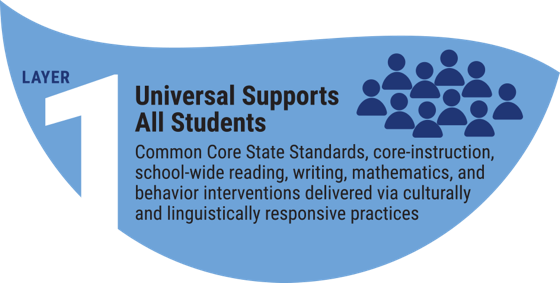 LAYER
1
Universal Supports
All Students
Common Core State Standards, core-instruction,
school-wide reading, writing, mathematics, and
behavior interventions delivered via culturally
and linguistically responsive practices